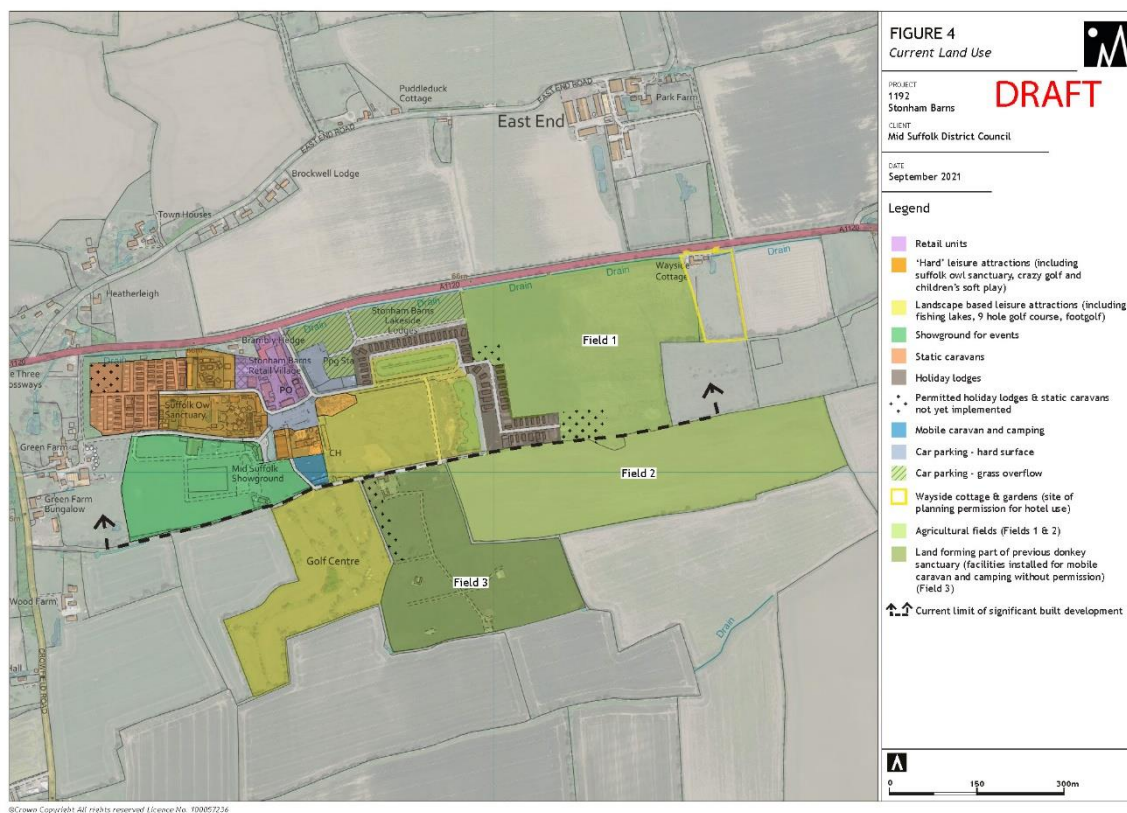 FIGURE 4
Current Land Use
PROJECT
1192
Stonham Barns
DRAFT
CLIENT
Mid Suffolk District Council
DATE
September 2021
Legend
Retail units
'Hard' leisure attractions (including
suffolk owl sanctuary, crazy golf and
children's soft play)
Landscape based leisure attractions (including
fishing lakes, 9 hole golf course, footgolf)
Showground for events
Static caravans
Holiday lodges
Permitted holiday lodges & static caravans
not yet implemented
Mobile caravan and camping
Car parking - hard surface
Car parking - grass overflow
Wayside cottage & gardens (site of
planning permission for hotel use)
Agricultural fields (Fields 1 & 2)
Land forming part of previous donkey
sanctuary (facilities installed for mobile
caravan and camping without permission)
(Field 3)
Current limit of significant built development
0 150 300m
Puddleduck
Cottage
EAST END ROAD
Park Farm
East End
EAST END ROAD
Brockwell Lodge
Town Houses
A1120
Drain
Wayside
Cottage
Drain
A1120
Heatherleigh
Drain
Stonham Barns
Lakeside
Lodges
Drain
Brambly Hedge
Field 1
1120
Drain
Stonham Barns
Retail Village
Ppg Sta
PO
Suffolk Owl
Sanctuary
Green Farm
CH
Mid Suffolk
Showground
Field 2
Green Farm
Bungalow
Golf Centre
Field 3
Wood Farm
Drain
Hall
CROWFIELD ROAD
©Crown Copyright All rights reserved Licence No. 100057236